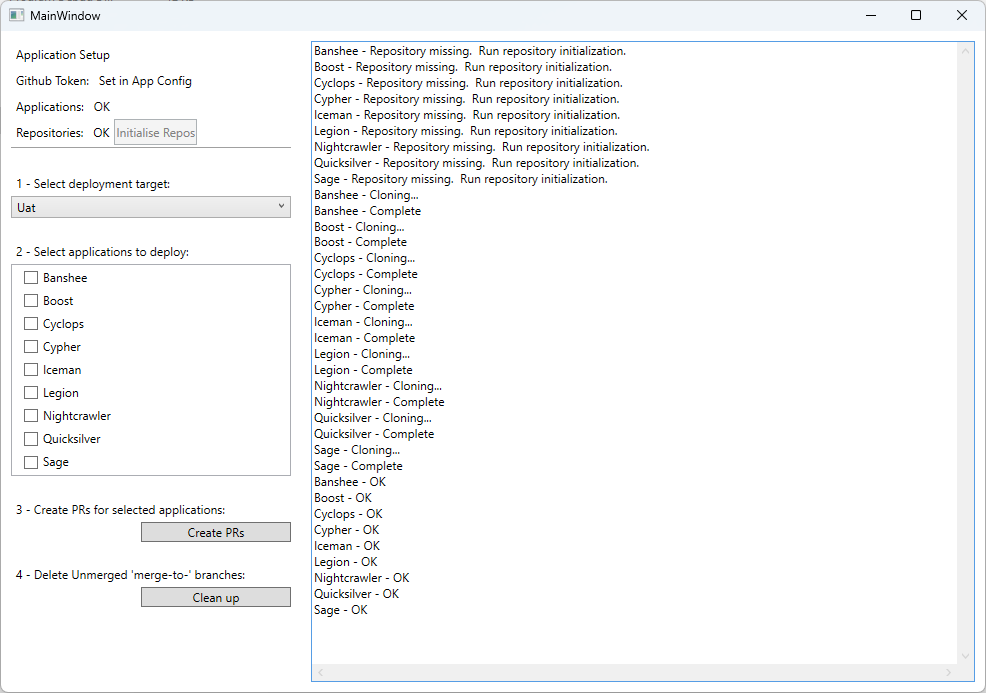 MainWindow
Application Setup
Github Token: Set in App Config
Applications: OK
Repositories: OK Initialise Repos
1 - Select deployment target:
Uat
2 - Select applications to deploy:
Banshee
Boost
Cyclops
Cypher
Iceman
Legion
Nightcrawler
Quicksilver
Sage
3 - Create PRs for selected applications:
Create PRs
4 - Delete Unmerged 'merge-to-' branches:
Clean up
Banshee - Repository missing.  Run repository initialization.
Boost - Repository missing.  Run repository initialization.
Cyclops - Repository missing.  Run repository initialization.
Cypher - Repository missing.  Run repository initialization.
Iceman - Repository missing.  Run repository initialization.
Legion - Repository missing.  Run repository initialization.
Nightcrawler - Repository missing.  Run repository initialization.
Quicksilver - Repository missing.  Run repository initialization.
Sage - Repository missing.  Run repository initialization.
Banshee - Cloning...
Banshee - Complete
Boost - Cloning...
Boost - Complete
Cyclops - Cloning...
Cyclops - Complete
Cypher - Cloning...
Cypher - Complete
Iceman - Cloning...
Iceman - Complete
Legion - Cloning...
Legion - Complete
Nightcrawler - Cloning...
Nightcrawler - Complete
Quicksilver - Cloning...
Quicksilver - Complete
Sage - Cloning...
Sage - Complete
Banshee - OK
Boost - OK
Cyclops - OK
Cypher - OK
Iceman - OK
Legion - OK
Nightcrawler - OK
Quicksilver - OK
Sage - OK